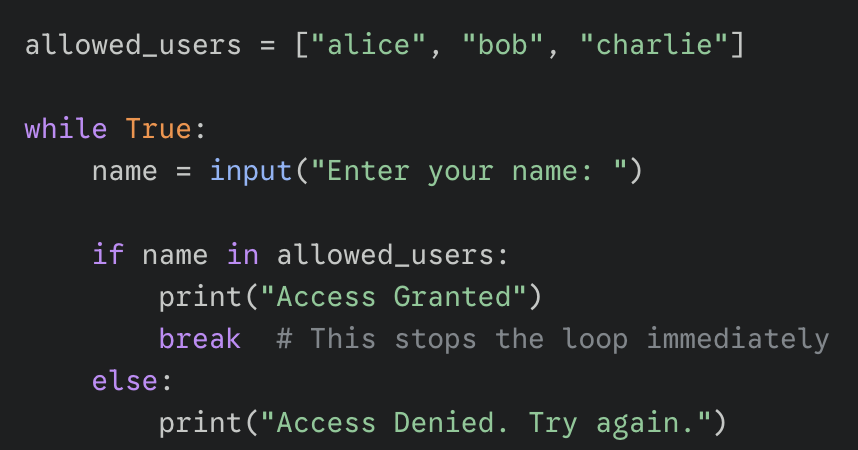 allowed_users = ["alice", "bob", "charlie"]

while True:
    name = input("Enter your name: ")

    if name in allowed_users:
        print("Access Granted")
        break  # This stops the loop immediately
    else:
        print("Access Denied. Try again.")